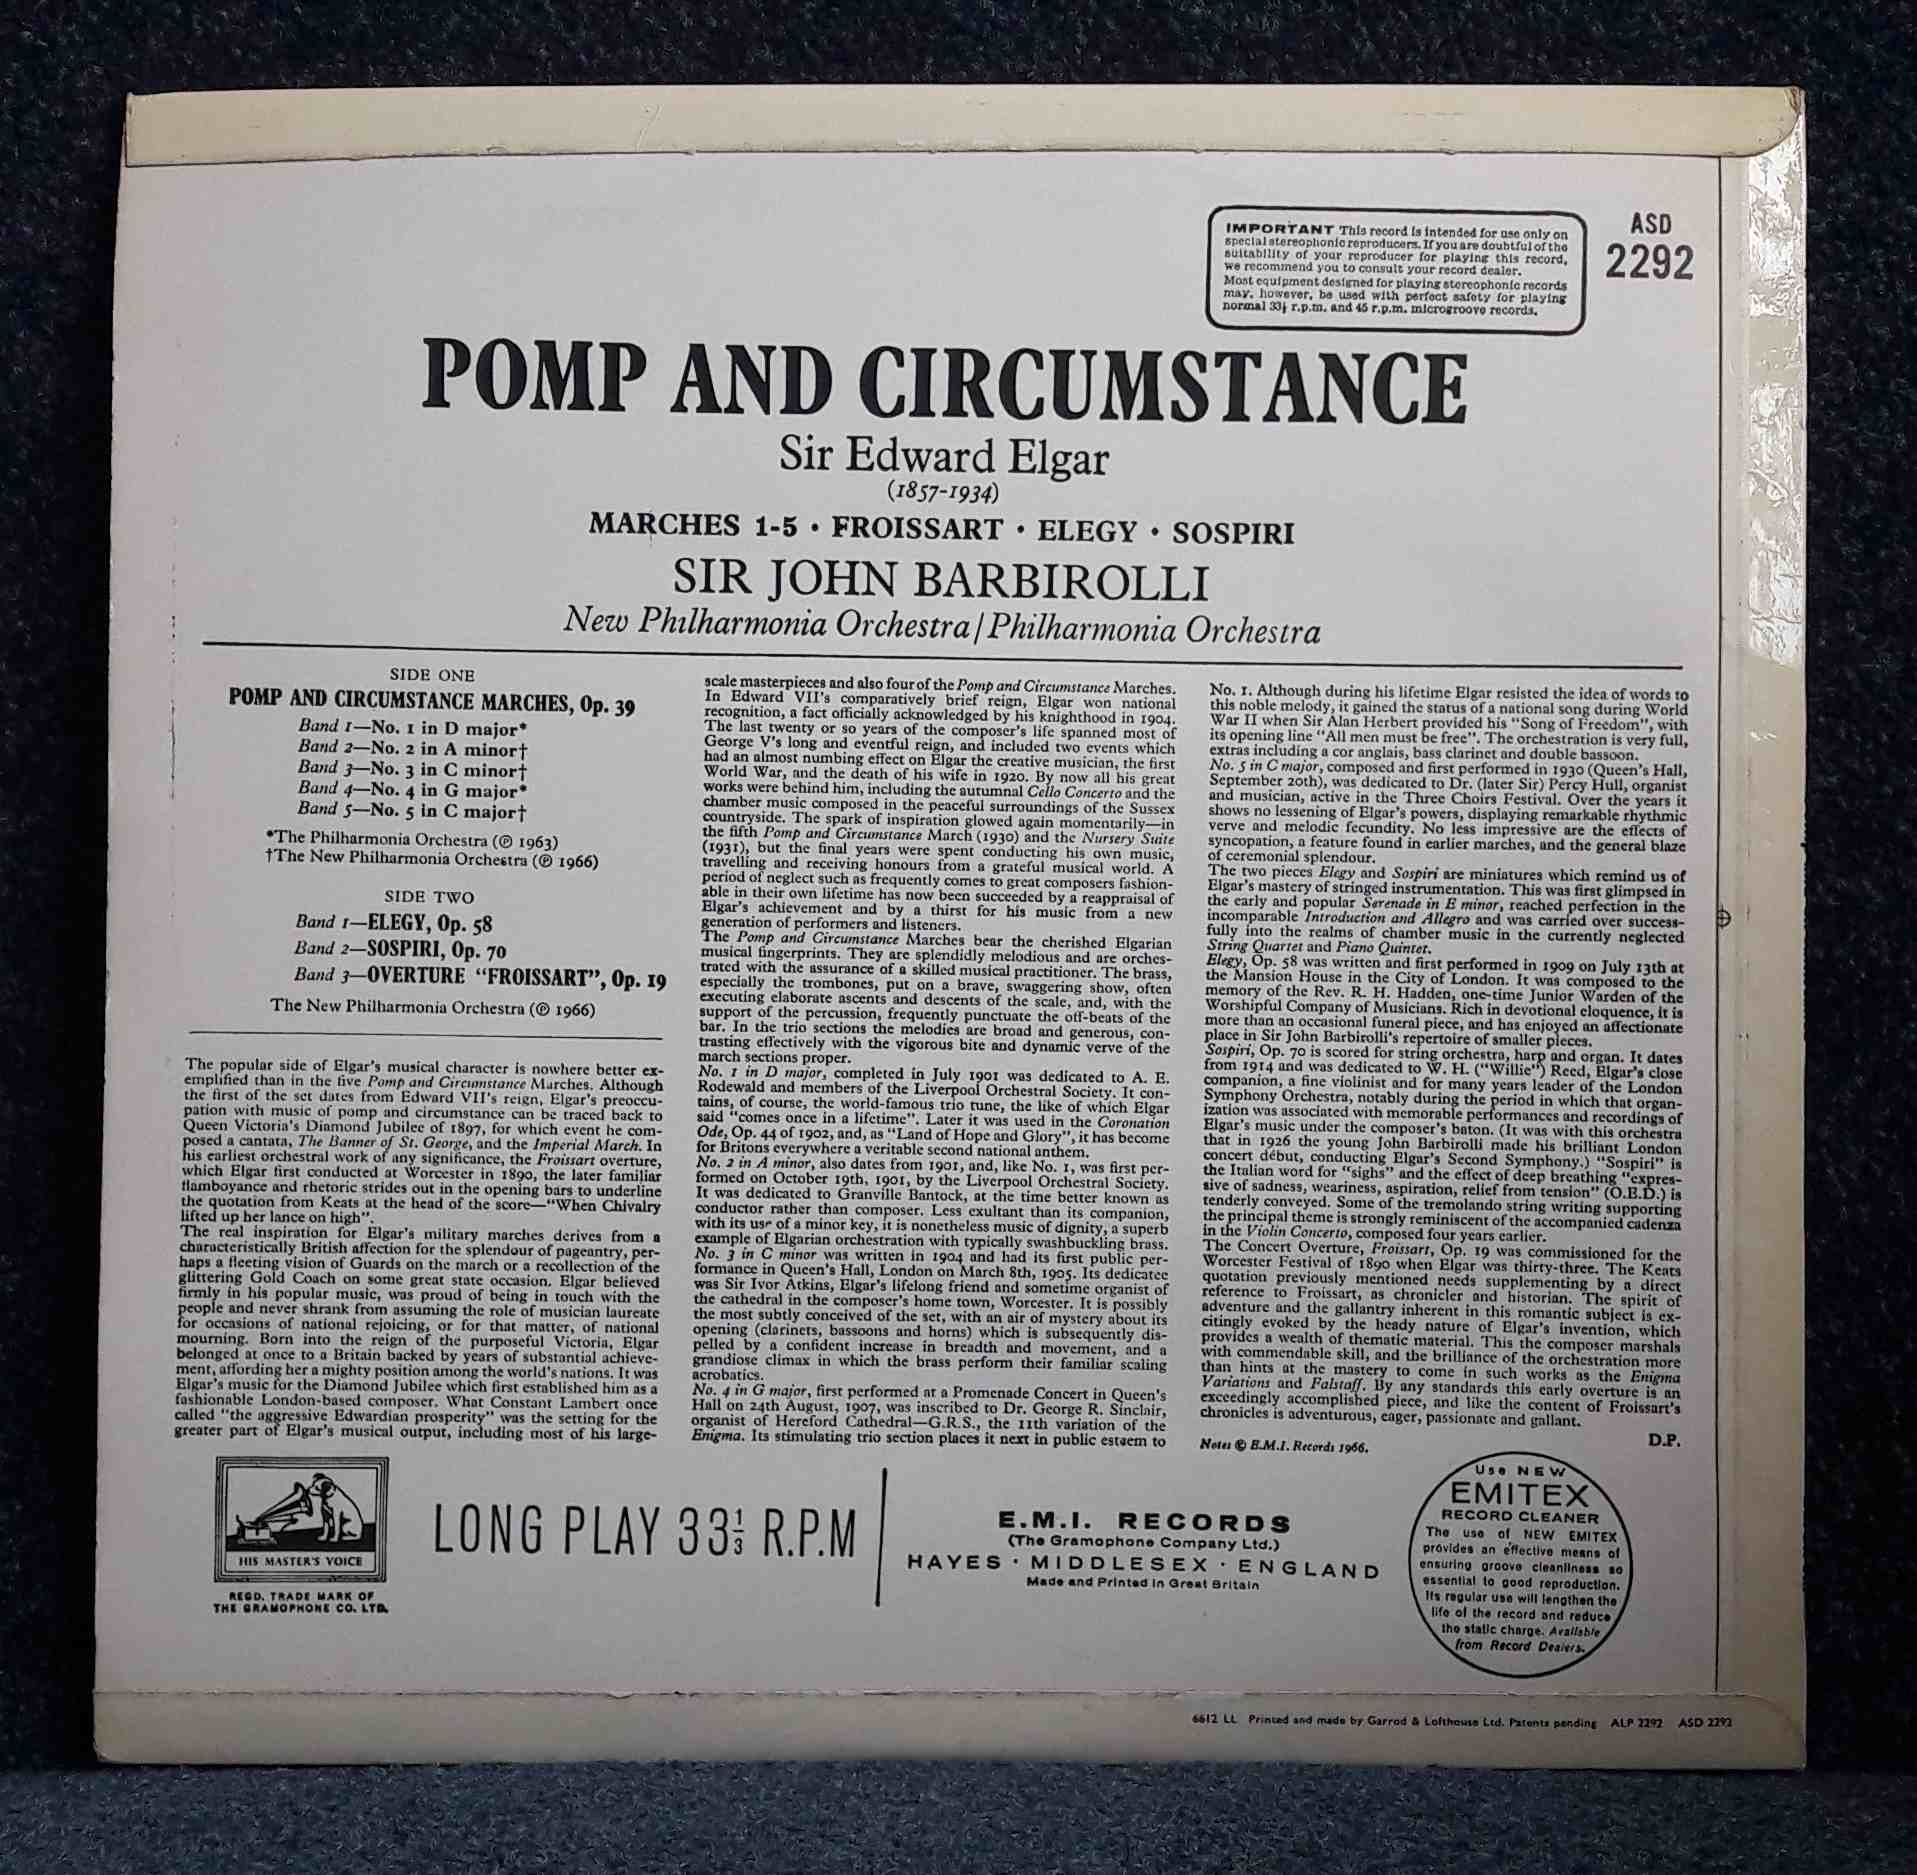 IMPORTANT This record is intended for use only on
special stereophonic reproducers. If you are doubtful of the
suitability of your reproducer for playing this record,
we recommend you to consult your record dealer.
Most equipment designed for playing stereophonic records
may, however, be used with perfect safety for playing
normal 33⅓ r.p.m. and 45 r.p.m. microgroove records.
ASD
2292
POMP AND CIRCUMSTANCE
Sir Edward Elgar
(1857-1934)
MARCHES 1-5 · FROISSART · ELEGY · SOSPIRI
SIR JOHN BARBIROLLI
New Philharmonia Orchestra/Philharmonia Orchestra
SIDE ONE
POMP AND CIRCUMSTANCE MARCHES, Op. 39
Band 1—No. 1 in D major*
Band 2—No. 2 in A minor†
Band 3—No. 3 in C minor†
Band 4—No. 4 in G major*
Band 5—No. 5 in C major†
*The Philharmonia Orchestra (℗ 1963)
†The New Philharmonia Orchestra (℗ 1966)
SIDE TWO
Band 1—ELEGY, Op. 58
Band 2—SOSPIRI, Op. 70
Band 3—OVERTURE “FROISSART”, Op. 19
The New Philharmonia Orchestra (℗ 1966)
The popular side of Elgar's musical character is nowhere better ex-
emplified than in the five Pomp and Circumstance Marches. Although
the first of the set dates from Edward VII's reign, Elgar's preoccu-
pation with music of pomp and circumstance can be traced back to
Queen Victoria's Diamond Jubilee of 1897, for which event he com-
posed a cantata, The Banner of St. George, and the Imperial March. In
his earliest orchestral work of any significance, the Froissart overture,
which Elgar first conducted at Worcester in 1890, the later familiar
flamboyance and rhetoric strides out in the opening bars to underline
the quotation from Keats at the head of the score—“When Chivalry
lifted up her lance on high”.
The real inspiration for Elgar's military marches derives from a
characteristically British affection for the splendour of pageantry, per-
haps a fleeting vision of Guards on the march or a recollection of the
glittering Gold Coach on some great state occasion. Elgar believed
firmly in his popular music, was proud of being in touch with the
people and never shrank from assuming the role of musician laureate
for occasions of national rejoicing, or for that matter, of national
mourning. Born into the reign of the purposeful Victoria, Elgar
belonged at once to a Britain backed by years of substantial achieve-
ment, affording her a mighty position among the world's nations. It was
Elgar's music for the Diamond Jubilee which first established him as a
fashionable London-based composer. What Constant Lambert once
called “the aggressive Edwardian prosperity” was the setting for the
greater part of Elgar's musical output, including most of his large-
scale masterpieces and also four of the Pomp and Circumstance Marches.
In Edward VII's comparatively brief reign, Elgar won national
recognition, a fact officially acknowledged by his knighthood in 1904.
The last twenty or so years of the composer's life spanned most of
George V's long and eventful reign, and included two events which
had an almost numbing effect on Elgar the creative musician, the first
World War, and the death of his wife in 1920. By now all his great
works were behind him, including the autumnal Cello Concerto and the
chamber music composed in the peaceful surroundings of the Sussex
countryside. The spark of inspiration glowed again momentarily—in
the fifth Pomp and Circumstance March (1930) and the Nursery Suite
(1931), but the final years were spent conducting his own music,
travelling and receiving honours from a grateful musical world. A
period of neglect such as frequently comes to great composers fashion-
able in their own lifetime has now been succeeded by a reappraisal of
Elgar's achievement and by a thirst for his music from a new
generation of performers and listeners.
The Pomp and Circumstance Marches bear the cherished Elgarian
musical fingerprints. They are splendidly melodious and are orches-
trated with the assurance of a skilled musical practitioner. The brass,
especially the trombones, put on a brave, swaggering show, often
executing elaborate ascents and descents of the scale, and, with the
support of the percussion, frequently punctuate the off-beats of the
bar. In the trio sections the melodies are broad and generous, con-
trasting effectively with the vigorous bite and dynamic verve of the
march sections proper.
No. 1 in D major, completed in July 1901 was dedicated to A. E.
Rodewald and members of the Liverpool Orchestral Society. It con-
tains, of course, the world-famous trio tune, the like of which Elgar
said “comes once in a lifetime”. Later it was used in the Coronation
Ode, Op. 44 of 1902, and, as “Land of Hope and Glory”, it has become
for Britons everywhere a veritable second national anthem.
No. 2 in A minor, also dates from 1901, and, like No. 1, was first per-
formed on October 19th, 1901, by the Liverpool Orchestral Society.
It was dedicated to Granville Bantock, at the time better known as
conductor rather than composer. Less exultant than its companion,
with its use of a minor key, it is nonetheless music of dignity, a superb
example of Elgarian orchestration with typically swashbuckling brass.
No. 3 in C minor was written in 1904 and had its first public per-
formance in Queen's Hall, London on March 8th, 1905. Its dedicatee
was Sir Ivor Atkins, Elgar's lifelong friend and sometime organist of
the cathedral in the composer's home town, Worcester. It is possibly
the most subtly conceived of the set, with an air of mystery about its
opening (clarinets, bassoons and horns) which is subsequently dis-
pelled by a confident increase in breadth and movement, and a
grandiose climax in which the brass perform their familiar scaling
acrobatics.
No. 4 in G major, first performed at a Promenade Concert in Queen's
Hall on 24th August, 1907, was inscribed to Dr. George R. Sinclair,
organist of Hereford Cathedral—G.R.S., the 11th variation of the
Enigma. Its stimulating trio section places it next in public esteem to
No. 1. Although during his lifetime Elgar resisted the idea of words to
this noble melody, it gained the status of a national song during World
War II when Sir Alan Herbert provided his “Song of Freedom”, with
its opening line “All men must be free”. The orchestration is very full,
extras including a cor anglais, bass clarinet and double bassoon.
No. 5 in C major, composed and first performed in 1930 (Queen's Hall,
September 20th), was dedicated to Dr. (later Sir) Percy Hull, organist
and musician, active in the Three Choirs Festival. Over the years it
shows no lessening of Elgar's powers, displaying remarkable rhythmic
verve and melodic fecundity. No less impressive are the effects of
syncopation, a feature found in earlier marches, and the general blaze
of ceremonial splendour.
The two pieces Elegy and Sospiri are miniatures which remind us of
Elgar's mastery of stringed instrumentation. This was first glimpsed in
the early and popular Serenade in E minor, reached perfection in the
incomparable Introduction and Allegro and was carried over success-
fully into the realms of chamber music in the currently neglected
String Quartet and Piano Quintet.
Elegy, Op. 58 was written and first performed in 1909 on July 13th at
the Mansion House in the City of London. It was composed to the
memory of the Rev. R. H. Hadden, one-time Junior Warden of the
Worshipful Company of Musicians. Rich in devotional eloquence, it is
more than an occasional funeral piece, and has enjoyed an affectionate
place in Sir John Barbirolli's repertoire of smaller pieces.
Sospiri, Op. 70 is scored for string orchestra, harp and organ. It dates
from 1914 and was dedicated to W. H. (“Willie”) Reed, Elgar's close
companion, a fine violinist and for many years leader of the London
Symphony Orchestra, notably during the period in which that organ-
ization was associated with memorable performances and recordings of
Elgar's music under the composer's baton. (It was with this orchestra
that in 1926 the young John Barbirolli made his brilliant London
concert début, conducting Elgar's Second Symphony.) “Sospiri” is
the Italian word for “sighs” and the effect of deep breathing “expres-
sive of sadness, weariness, aspiration, relief from tension” (O.E.D.) is
tenderly conveyed. Some of the tremolando string writing supporting
the principal theme is strongly reminiscent of the accompanied cadenza
in the Violin Concerto, composed four years earlier.
The Concert Overture, Froissart, Op. 19 was commissioned for the
Worcester Festival of 1890 when Elgar was thirty-three. The Keats
quotation previously mentioned needs supplementing by a direct
reference to Froissart, as chronicler and historian. The spirit of
adventure and the gallantry inherent in this romantic subject is ex-
citingly evoked by the heady nature of Elgar's invention, which
provides a wealth of thematic material. This the composer marshals
with commendable skill, and the brilliance of the orchestration more
than hints at the mastery to come in such works as the Enigma
Variations and Falstaff. By any standards this early overture is an
exceedingly accomplished piece, and like the content of Froissart's
chronicles is adventurous, eager, passionate and gallant.
D.P.
Notes © E.M.I. Records 1966.
HIS MASTER'S VOICE
REGD. TRADE MARK OF
THE GRAMOPHONE CO. LTD.
LONG PLAY 33⅓ R.P.M
E.M.I. RECORDS
(The Gramophone Company Ltd.)
HAYES · MIDDLESEX · ENGLAND
Made and Printed in Great Britain
Use NEW
EMITEX
RECORD CLEANER
The use of NEW EMITEX
provides an effective means of
ensuring groove cleanliness so
essential to good reproduction.
Its regular use will lengthen the
life of the record and reduce
the static charge. Available
from Record Dealers.
6612 LL Printed and made by Garrod & Lofthouse Ltd. Patents pending ALP 2292 ASD 2292